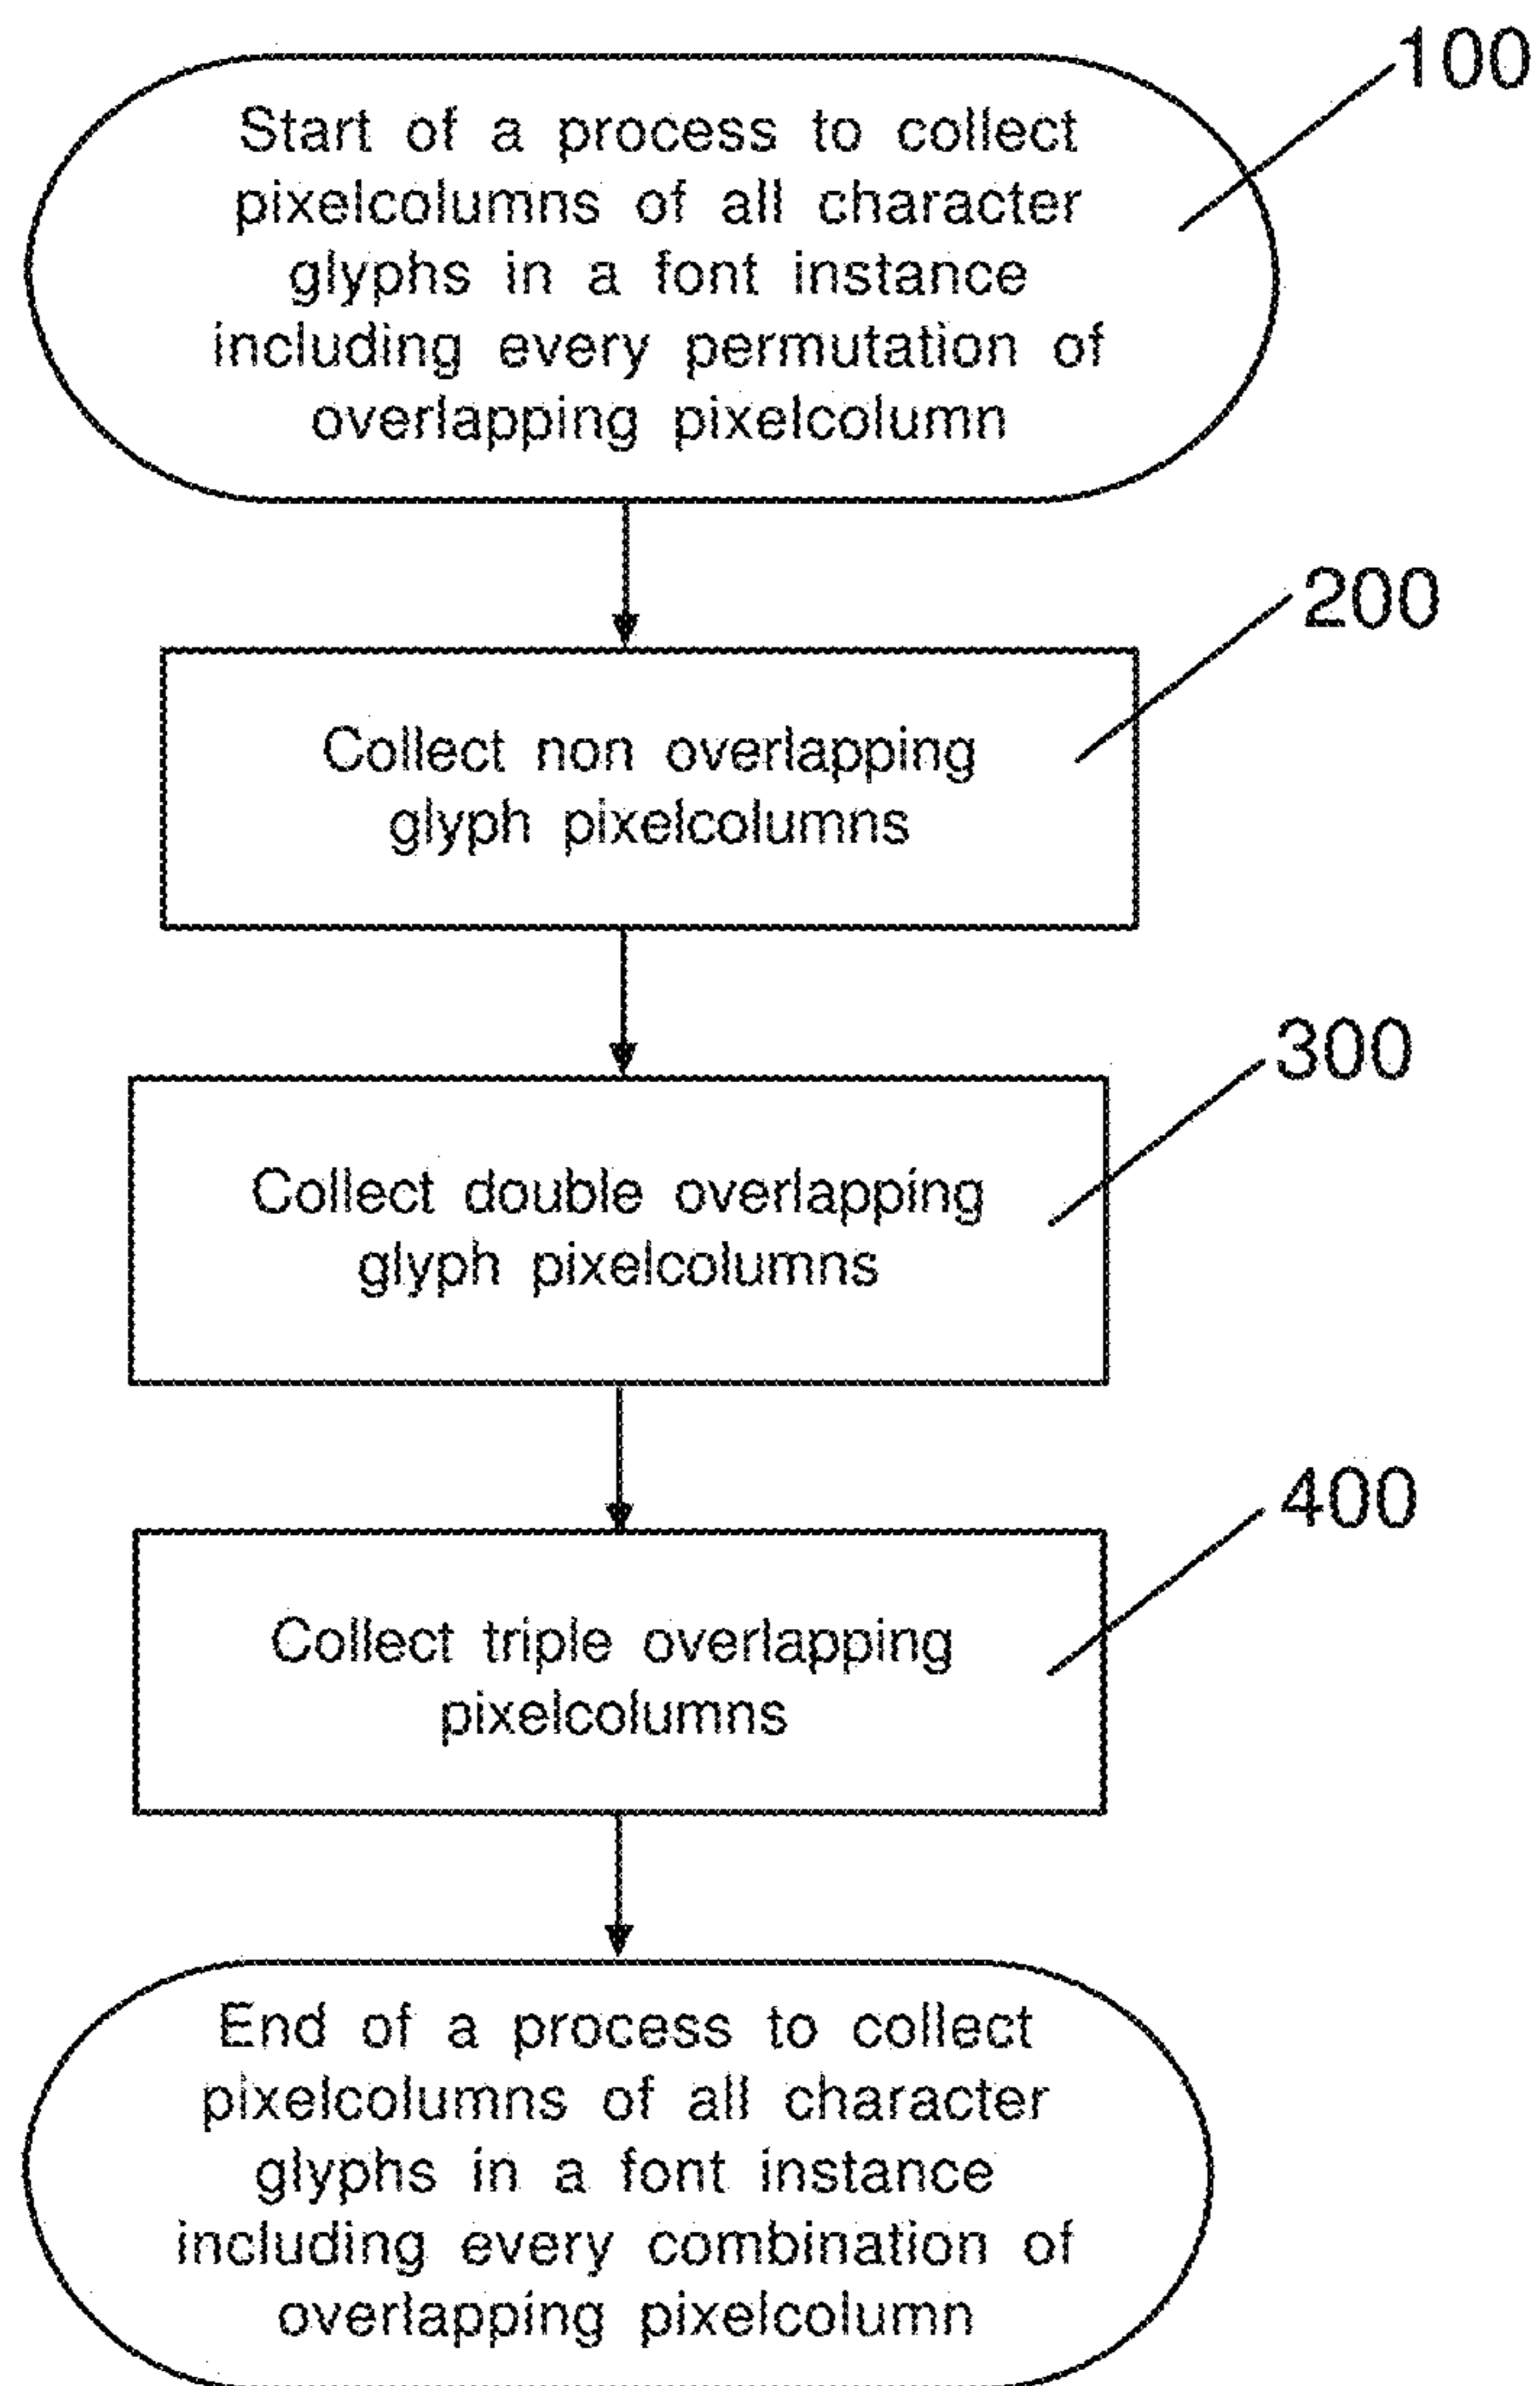 100
Start of a process to collect
pixelcolumns of all character
glyphs in a font instance
including every permutation of
overlapping pixelcolumn
200
Collect non overlapping
glyph pixelcolumns
300
Collect double overlapping
glyph pixelcolumns
400
Collect triple overlapping
pixelcolumns
End of a process to collect
pixelcolumns of all character
glyphs in a font instance
including every combination of
overlapping pixelcolumn